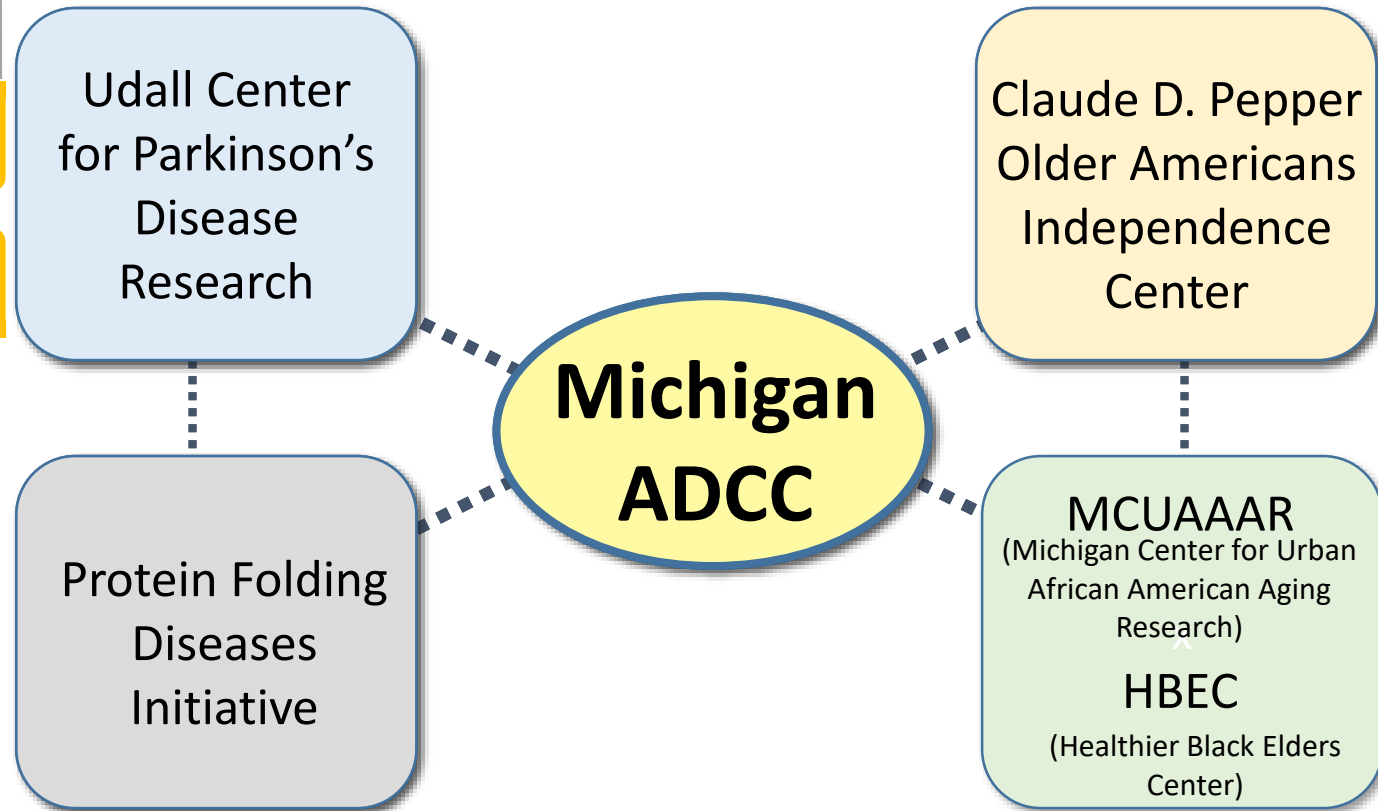 Udall Center
for Parkinson’s
Disease
Research
Claude D. Pepper
Older Americans
Independence
Center
Michigan
ADCC
Protein Folding
Diseases
Initiative
MCUAAAR
(Michigan Center for Urban
African American Aging
Research)
x
HBEC
(Healthier Black Elders
Center)